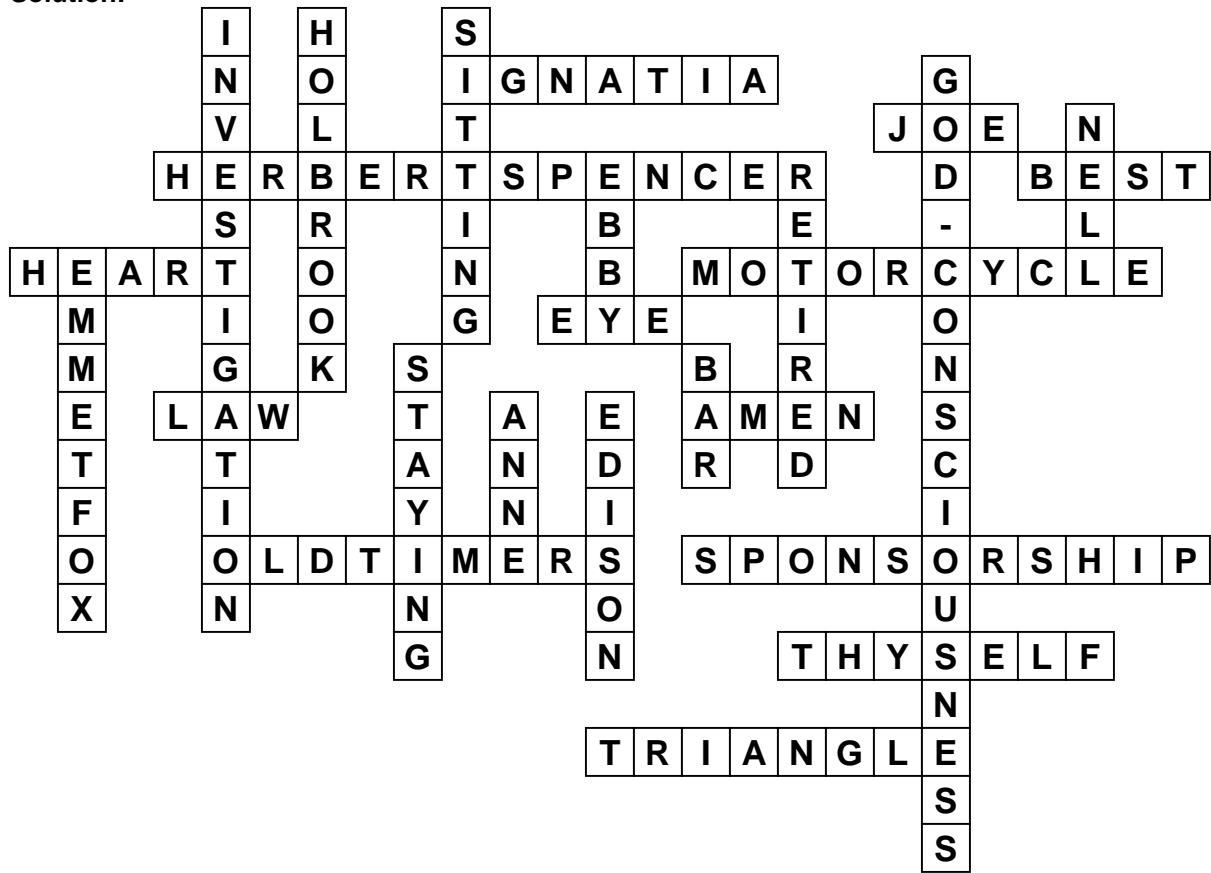 Solution:
I H S
N O I G N A T I A G
V L T J O E N
H E R B E R T S P E N C E R D B E S T
S R I B E - L
H E A R T O N B M O T O R C Y C L E
M I O G E Y E I O
M G K S B R N
E L A W T A E A M E N S
T T A N D R D C
F I Y N I I
O O L D T I M E R S S P O N S O R S H I P
X N N O U
G N T H Y S E L F
N
T R I A N G L E
S
S